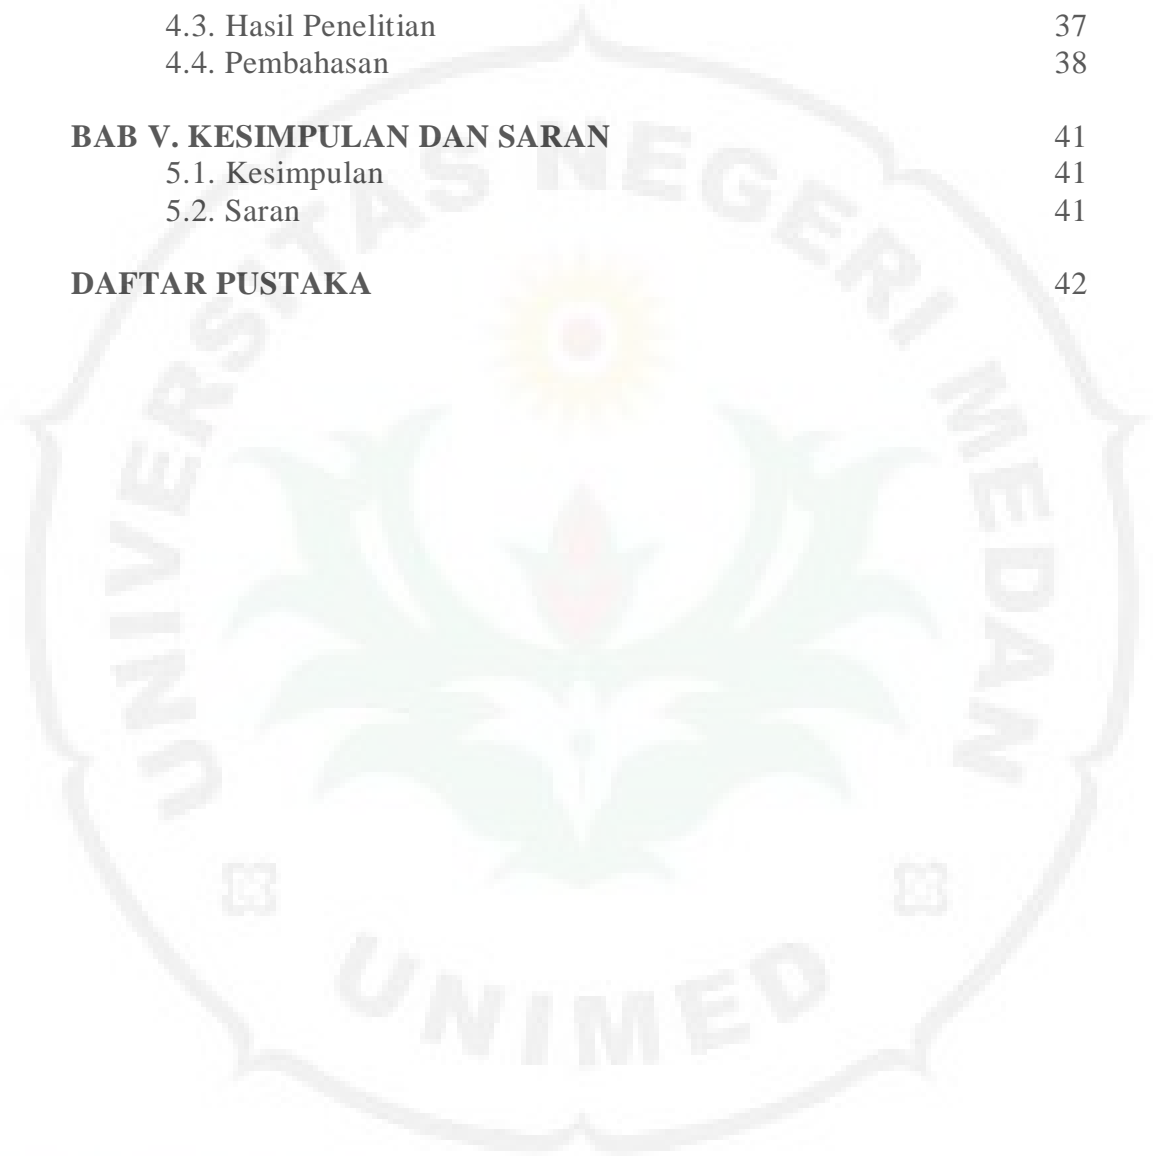 4.3. Hasil Penelitian 37
4.4. Pembahasan 38
BAB V. KESIMPULAN DAN SARAN 41
5.1. Kesimpulan 41
5.2. Saran 41
DAFTAR PUSTAKA 42
UNIVERSITAS NEGERI MEDAN
UNIMED